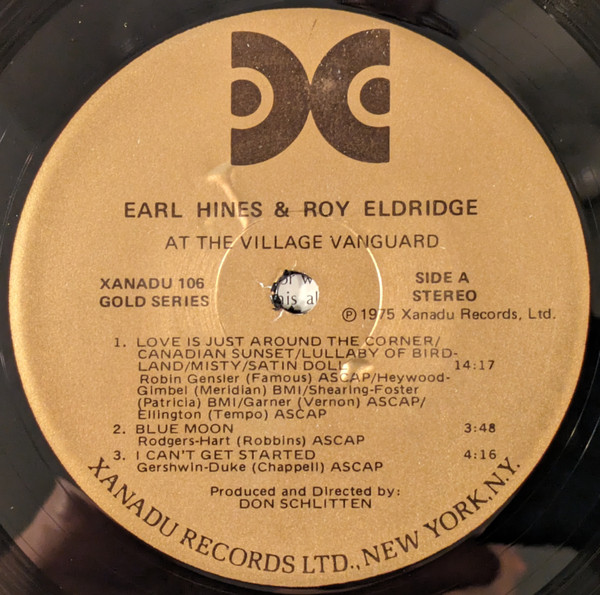 EARL HINES & ROY ELDRIDGE
AT THE VILLAGE VANGUARD
XANADU 106
GOLD SERIES
SIDE A
STEREO
Ⓟ 1975 Xanadu Records, Ltd.
1. LOVE IS JUST AROUND THE CORNER/
CANADIAN SUNSET/LULLABY OF BIRD-
LAND/MISTY/SATIN DOLL 14:17
Robin Gensler (Famous) ASCAP/Heywood-
Gimbel (Meridian) BMI/Shearing-Foster
(Patricia) BMI/Garner (Vernon) ASCAP/
Ellington (Tempo) ASCAP
2. BLUE MOON 3:48
Rodgers-Hart (Robbins) ASCAP
3. I CAN'T GET STARTED 4:16
Gershwin-Duke (Chappell) ASCAP
Produced and Directed by:
DON SCHLITTEN
XANADU RECORDS LTD., NEW YORK, N.Y.